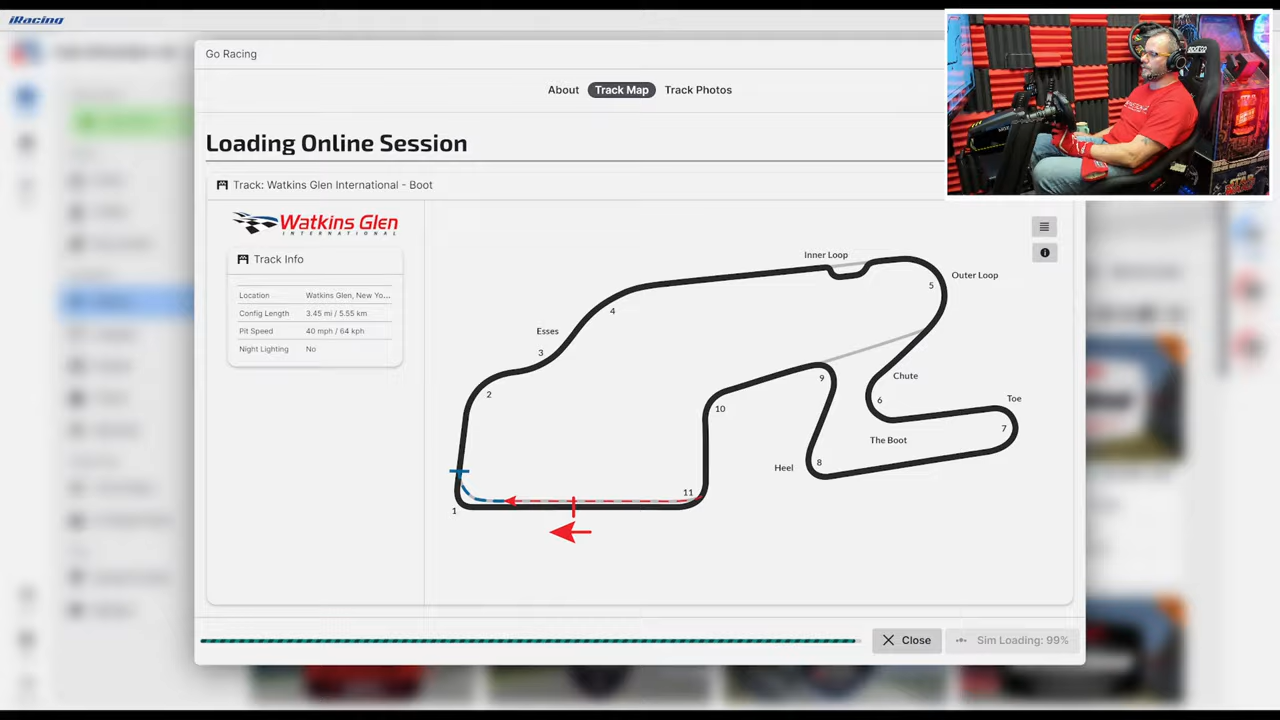 iRacing
Go Racing
About
Track Map
Track Photos
Loading Online Session
Track: Watkins Glen International - Boot
Watkins Glen
INTERNATIONAL
Track Info
Location Watkins Glen, New Yo...
Config Length 3.45 mi / 5.55 km
Pit Speed 40 mph / 64 kph
Night Lighting No
Inner Loop
Outer Loop
5
4
Esses
3
2
Chute
9
6
10
Toe
7
The Boot
Heel
8
11
1
Close
Sim Loading: 99%